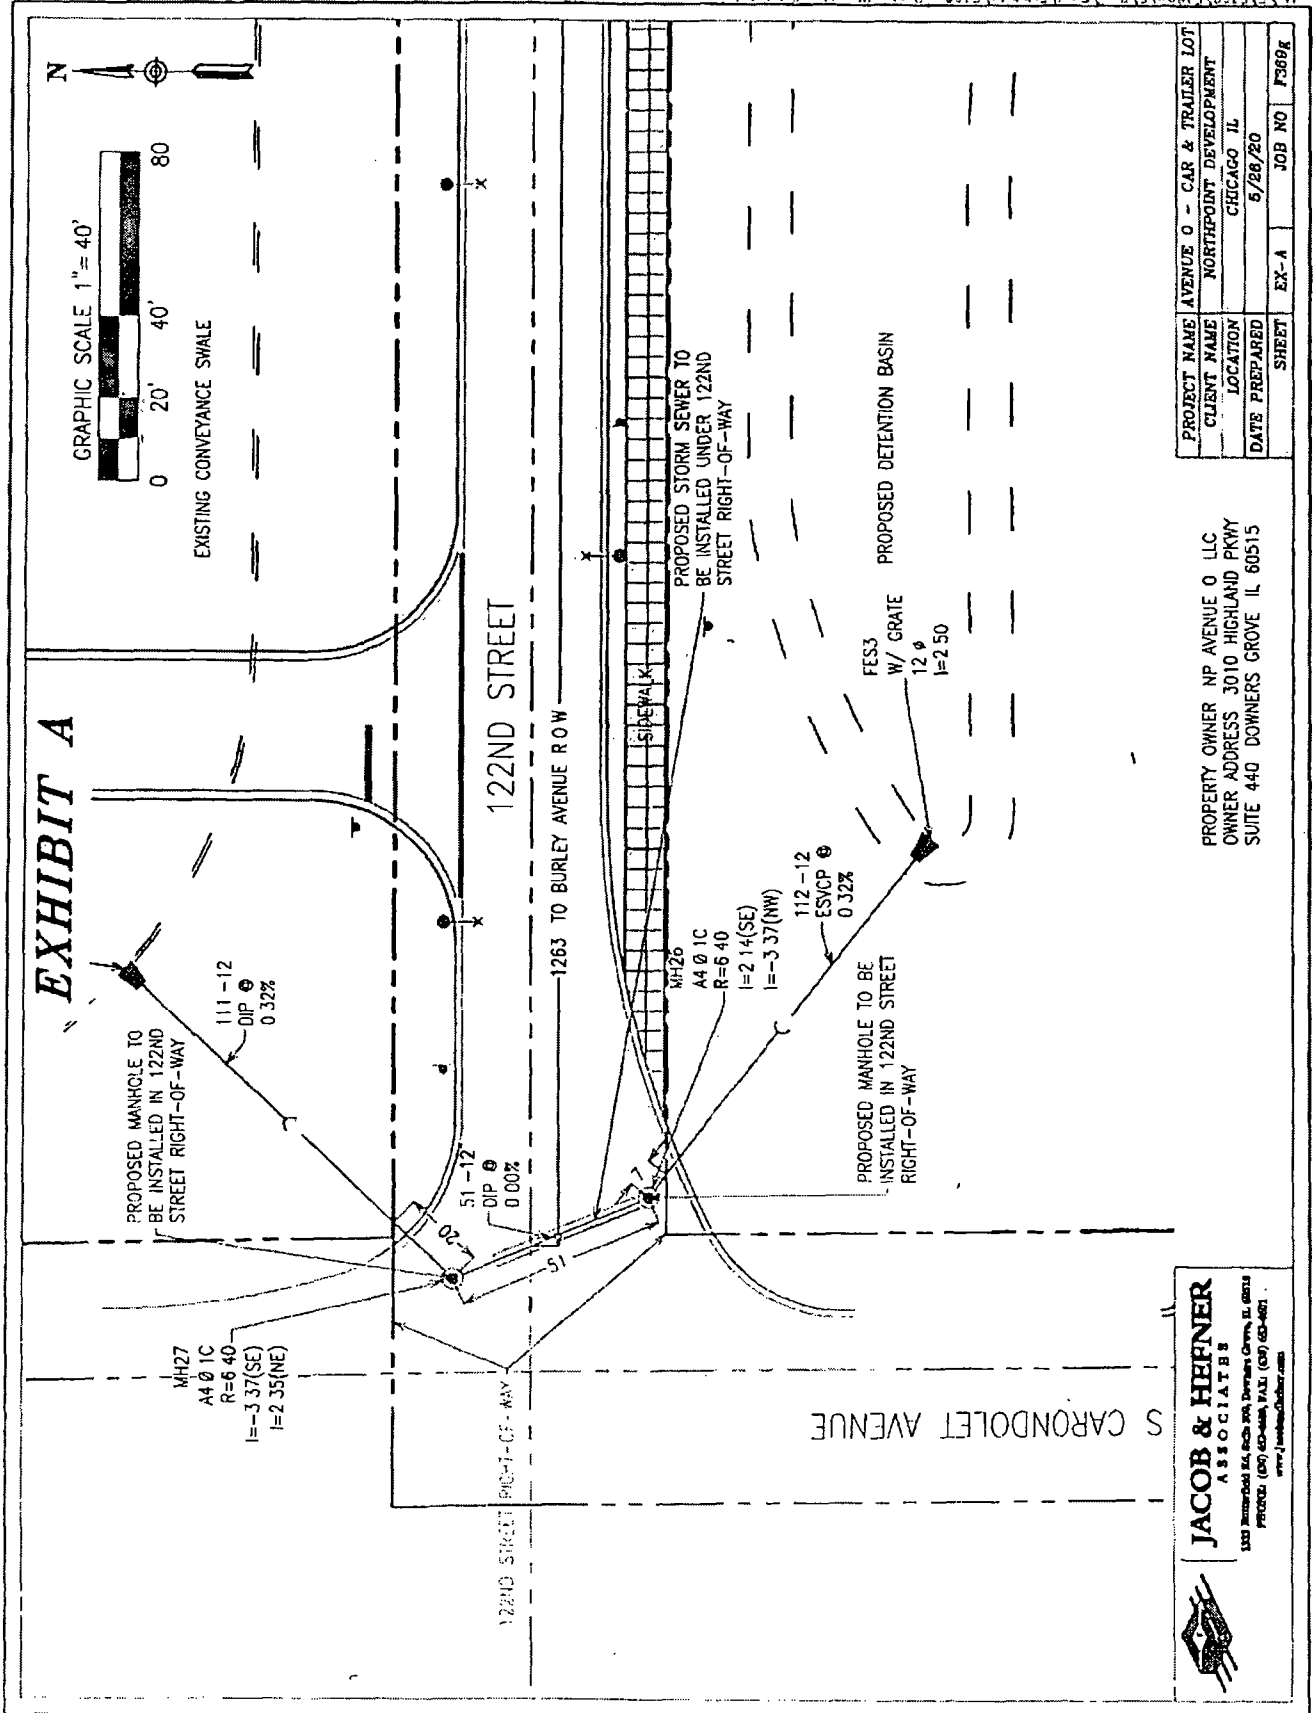 EXHIBIT A
N
GRAPHIC SCALE 1"= 40'
0 20' 40' 80
EXISTING CONVEYANCE SWALE
PROPOSED MANHOLE TO
BE INSTALLED IN 122ND
STREET RIGHT-OF-WAY
111-12
DIP @
0 32%
MH27
A4 Ø 1C
R=6 40
I=-3 37(SE)
I=2 35(NE)
20
51-12
DIP @
0 00%
51
7
122ND STREET
1263 TO BURLEY AVENUE ROW
122ND STREET RIGHT-OF-WAY
SIDEWALK
PROPOSED STORM SEWER TO
BE INSTALLED UNDER 122ND
STREET RIGHT-OF-WAY
MH26
A4 Ø 1C
R=6 40
I=2 14(SE)
I=-3 37(NW)
112-12
ESVCP @
0 32%
FES3
W/ GRATE
12 ø
I=2 50
PROPOSED DETENTION BASIN
PROPOSED MANHOLE TO BE
INSTALLED IN 122ND STREET
RIGHT-OF-WAY
S CARONDOLET AVENUE
JACOB & HEFNER
ASSOCIATES
PROPERTY OWNER NP AVENUE O LLC
OWNER ADDRESS 3010 HIGHLAND PKWY
SUITE 440 DOWNERS GROVE IL 60515
PROJECT NAME AVENUE O - CAR & TRAILER LOT
CLIENT NAME NORTHPOINT DEVELOPMENT
LOCATION CHICAGO IL
DATE PREPARED 5/26/20
SHEET EX-A JOB NO F369g